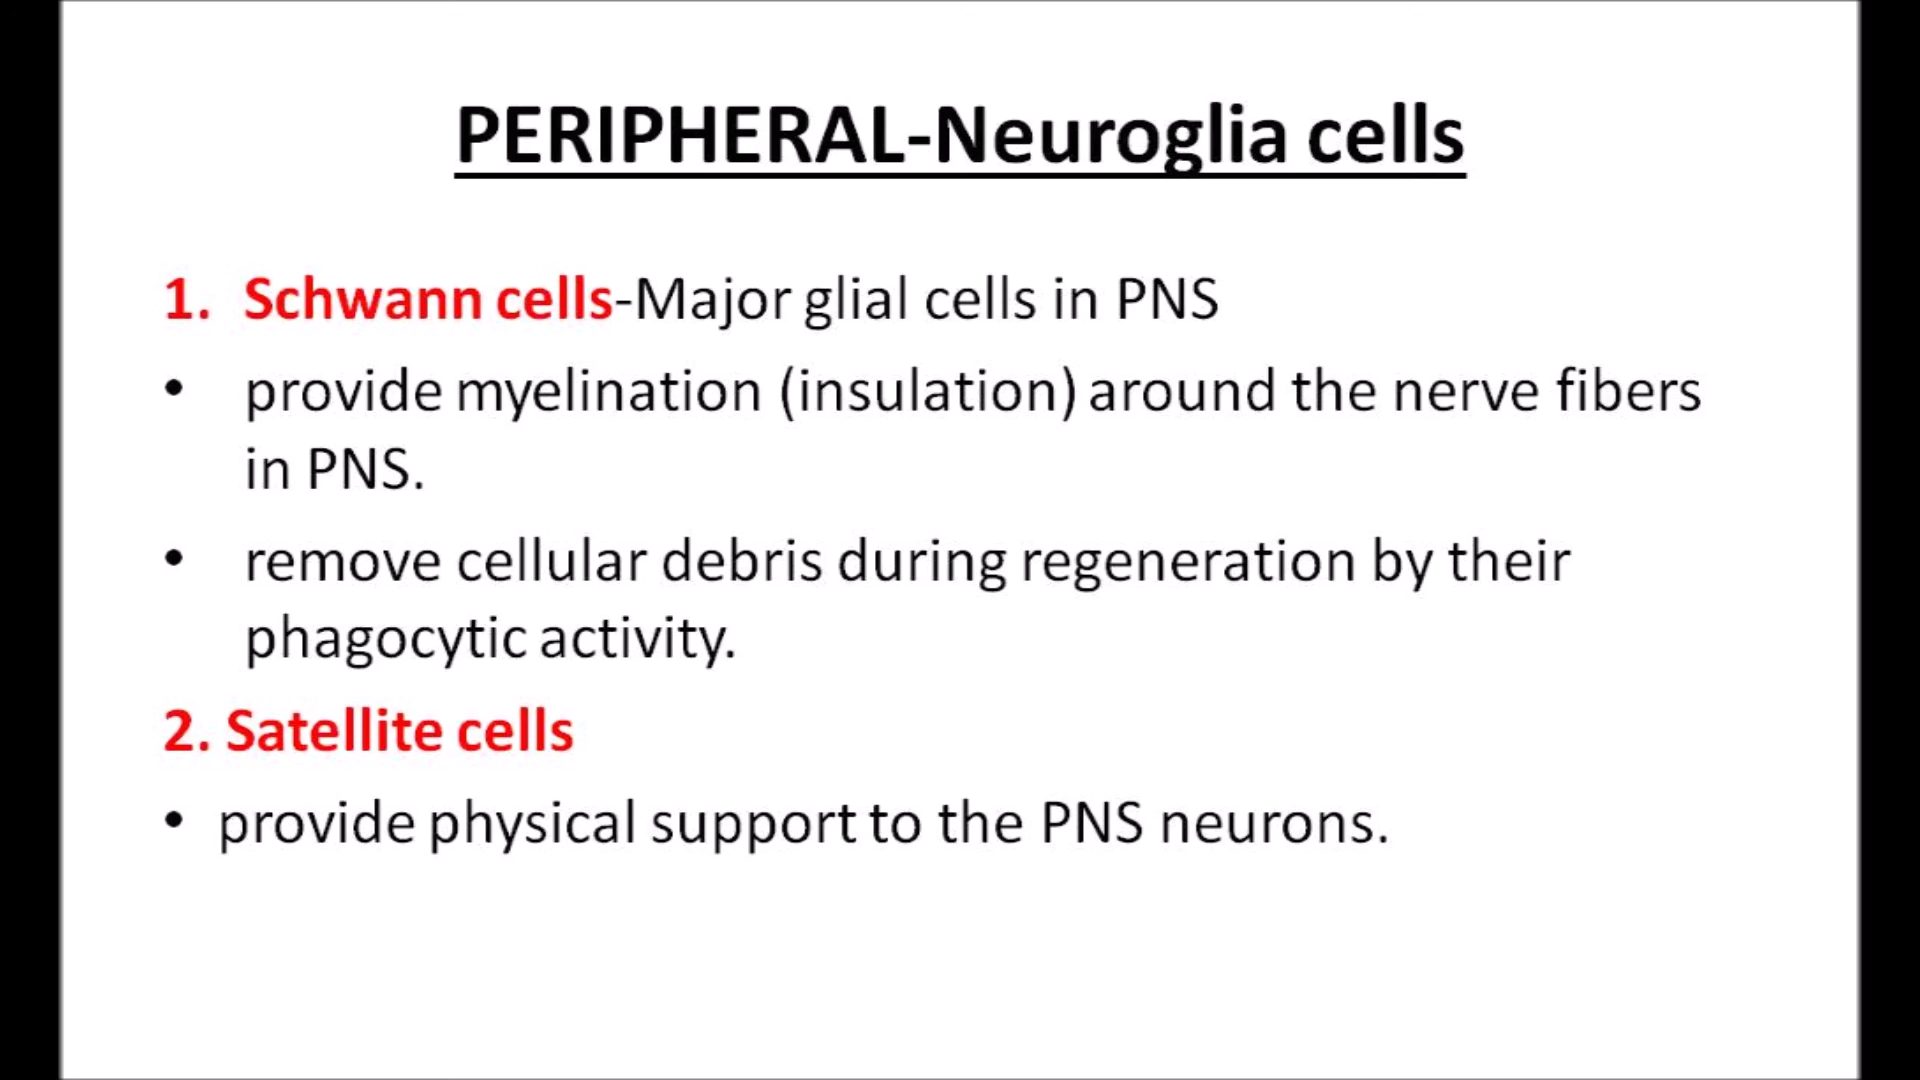 PERIPHERAL-Neuroglia cells
1. Schwann cells-Major glial cells in PNS
• provide myelination (insulation) around the nerve fibers
in PNS.
• remove cellular debris during regeneration by their
phagocytic activity.
2. Satellite cells
• provide physical support to the PNS neurons.